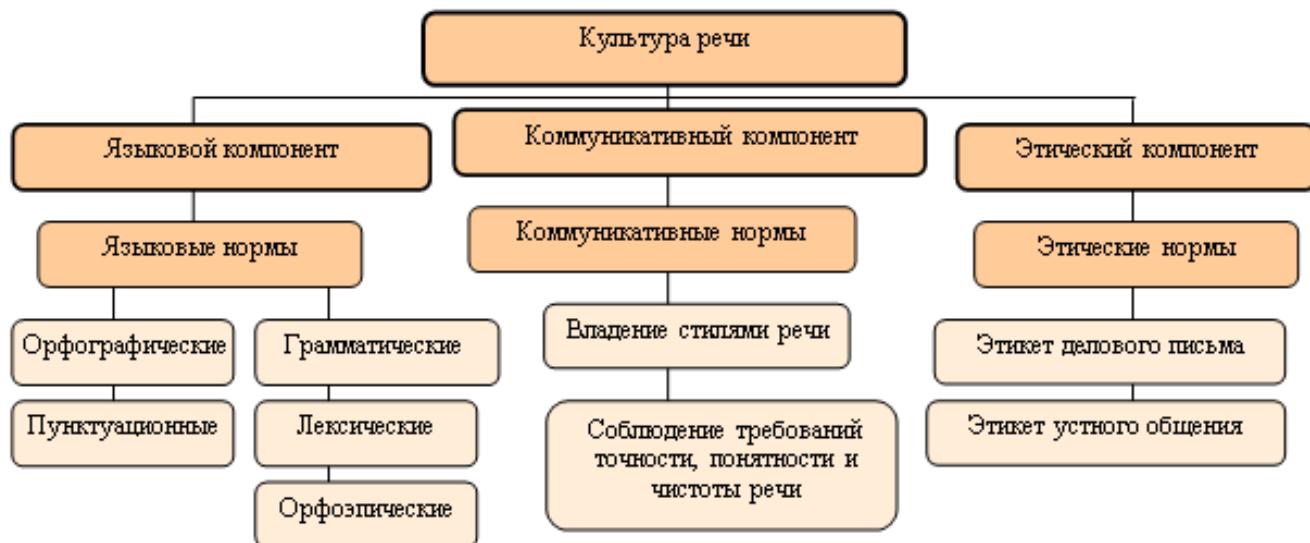 Культура речи
Языковой компонент
Коммуникативный компонент
Этический компонент
Языковые нормы
Коммуникативные нормы
Этические нормы
Орфографические
Грамматические
Владение стилями речи
Этикет делового письма
Пунктуационные
Лексические
Соблюдение требований
точности, понятности и
чистоты речи
Этикет устного общения
Орфоэпические